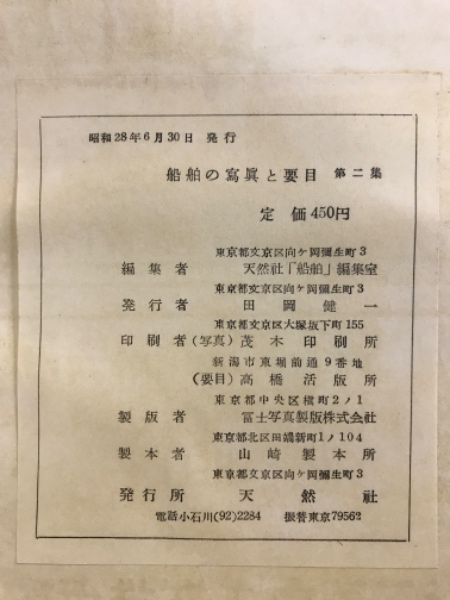 昭和28年6月30日 発行
船舶の寫眞と要目 第二集
定価450円
東京都文京区向ケ岡彌生町3
編集者 天然社「船舶」編集室
東京都文京区向ケ岡彌生町3
発行者 田岡健一
東京都文京区大塚坂下町155
印刷者(写真) 茂木印刷所
新潟市東堀前通9番地
(要目) 高橋活版所
東京都中央区槇町2ノ1
製版者 冨士写真製版株式会社
東京都北区田端新町1ノ104
製本者 山崎製本所
東京都文京区向ケ岡彌生町3
発行所 天然社
電話小石川(92)2284 振替東京79562